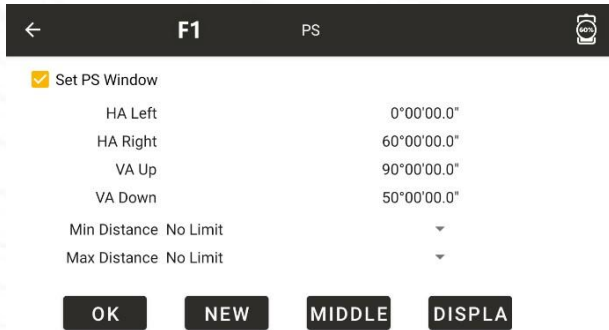 F1 PS 60%
Set PS Window
HA Left 0°00'00.0"
HA Right 60°00'00.0"
VA Up 90°00'00.0"
VA Down 50°00'00.0"
Min Distance No Limit
Max Distance No Limit
OK NEW MIDDLE DISPLA